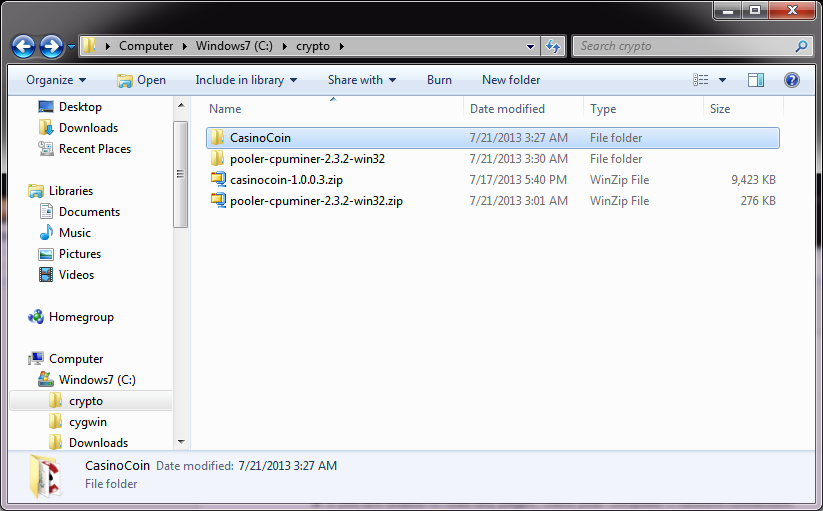 Computer Windows7 (C:) crypto Search crypto
Organize Open Include in library Share with Burn New folder
Name Date modified Type Size
Desktop
Downloads
Recent Places
Libraries
Documents
Music
Pictures
Videos
Homegroup
Computer
Windows7 (C:)
crypto
cygwin
Downloads
CasinoCoin 7/21/2013 3:27 AM File folder
pooler-cpuminer-2.3.2-win32 7/21/2013 3:30 AM File folder
casinocoin-1.0.0.3.zip 7/17/2013 5:40 PM WinZip File 9,423 KB
pooler-cpuminer-2.3.2-win32.zip 7/21/2013 3:01 AM WinZip File 276 KB
CasinoCoin Date modified: 7/21/2013 3:27 AM
File folder